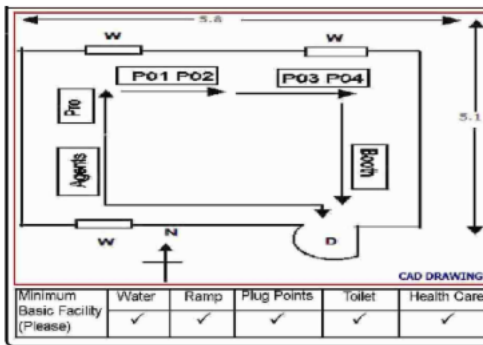 5.8
W
W
P01 P02
P03 P04
Pro
5.1
Agents
Booth
W
N
D
CAD DRAWING
Minimum
Basic Facility
(Please)
Water
Ramp
Plug Points
Toilet
Health Care
✓ ✓ ✓ ✓ ✓